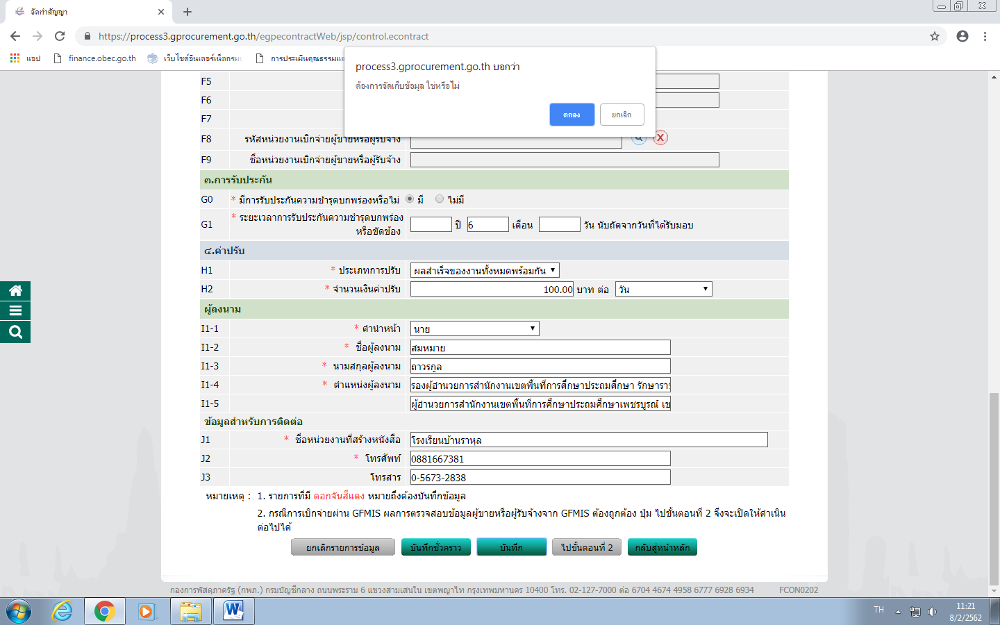 จัดทำสัญญา
https://process3.gprocurement.go.th/egpecontractWeb/jsp/control.econtract
แอป finance.obec.go.th เว็บไซต์อินเตอร์เน็ตกรม การประเมินคุณธรรมแล
process3.gprocurement.go.th บอกว่า
ต้องการจัดเก็บข้อมูล ใช่หรือไม่
ตกลง ยกเลิก
F5
F6
F7
F8 รหัสหน่วยงานเบิกจ่ายผู้ขายหรือผู้รับจ้าง
F9 ชื่อหน่วยงานเบิกจ่ายผู้ขายหรือผู้รับจ้าง
๓.การรับประกัน
G0 * มีการรับประกันความชำรุดบกพร่องหรือไม่ มี ไม่มี
G1 * ระยะเวลาการรับประกันความชำรุดบกพร่อง
หรือขัดข้อง ปี 6 เดือน วัน นับถัดจากวันที่ได้รับมอบ
๔.ค่าปรับ
H1 * ประเภทการปรับ ผลสำเร็จของงานทั้งหมดพร้อมกัน
H2 * จำนวนเงินค่าปรับ 100.00 บาท ต่อ วัน
ผู้ลงนาม
I1-1 * คำนำหน้า นาย
I1-2 * ชื่อผู้ลงนาม สมหมาย
I1-3 * นามสกุลผู้ลงนาม ถาวรกูล
I1-4 * ตำแหน่งผู้ลงนาม รองผู้อำนวยการสำนักงานเขตพื้นที่การศึกษาประถมศึกษา รักษารา
I1-5 ผู้อำนวยการสำนักงานเขตพื้นที่การศึกษาประถมศึกษาเพชรบูรณ์ เข
ข้อมูลสำหรับการติดต่อ
J1 * ชื่อหน่วยงานที่สร้างหนังสือ โรงเรียนบ้านราหุล
J2 * โทรศัพท์ 0881667381
J3 โทรสาร 0-5673-2838
หมายเหตุ : 1. รายการที่มี ดอกจันสีแดง หมายถึงต้องบันทึกข้อมูล
2. กรณีการเบิกจ่ายผ่าน GFMIS ผลการตรวจสอบข้อมูลผู้ขายหรือผู้รับจ้างจาก GFMIS ต้องถูกต้อง ปุ่ม ไปขั้นตอนที่ 2 จึงจะเปิดให้ดำเนิน
ต่อไปได้
ยกเลิกรายการข้อมูล บันทึกชั่วคราว บันทึก ไปขั้นตอนที่ 2 กลับสู่หน้าหลัก
กองการพัสดุภาครัฐ (กพภ.) กรมบัญชีกลาง ถนนพระราม 6 แขวงสามเสนใน เขตพญาไท กรุงเทพมหานคร 10400 โทร. 02-127-7000 ต่อ 6704 4674 4958 6777 6928 6934 FCON0202
TH 11:21
8/2/2562